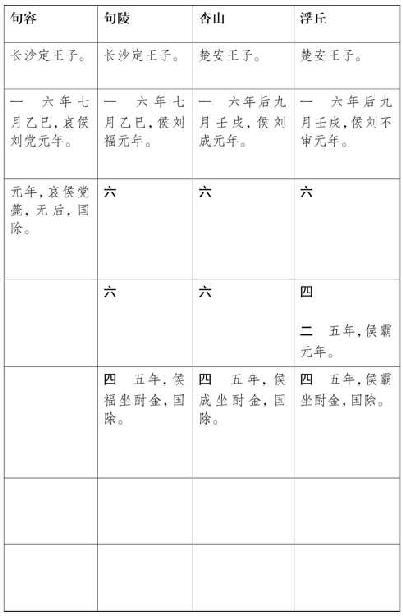 句容 句陵 杏山 浮丘
长沙定王子。 长沙定王子。 楚安王子。 楚安王子。
一 六年七 一 六年七 一 六年后九 一 六年后九
月乙巳，哀侯 月乙巳，侯刘 月壬戌，侯刘 月壬戌，侯刘不
刘党元年。 福元年。 成元年。 审元年。
元年，哀侯党 六 六 六
薨，无后，国
除。
六 六 四
二 五年，侯霸
元年。
四 五年，侯 四 五年，侯 四 五年，侯霸
福坐酎金，国 成坐酎金，国 坐酎金，国除。
除。 除。